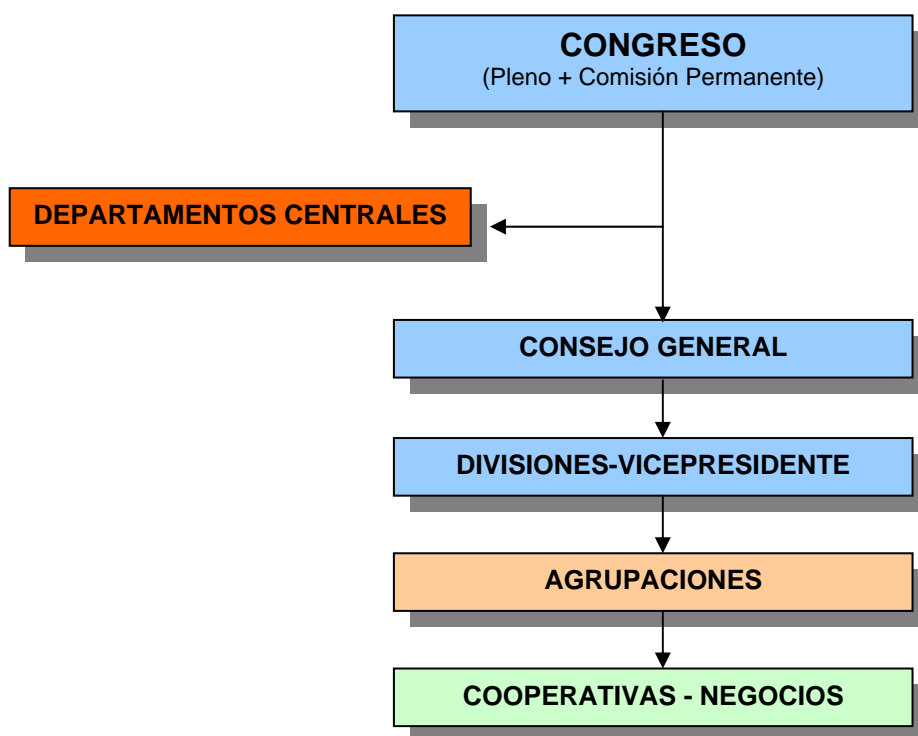 CONGRESO
(Pleno + Comisión Permanente)
DEPARTAMENTOS CENTRALES
CONSEJO GENERAL
DIVISIONES-VICEPRESIDENTE
AGRUPACIONES
COOPERATIVAS - NEGOCIOS